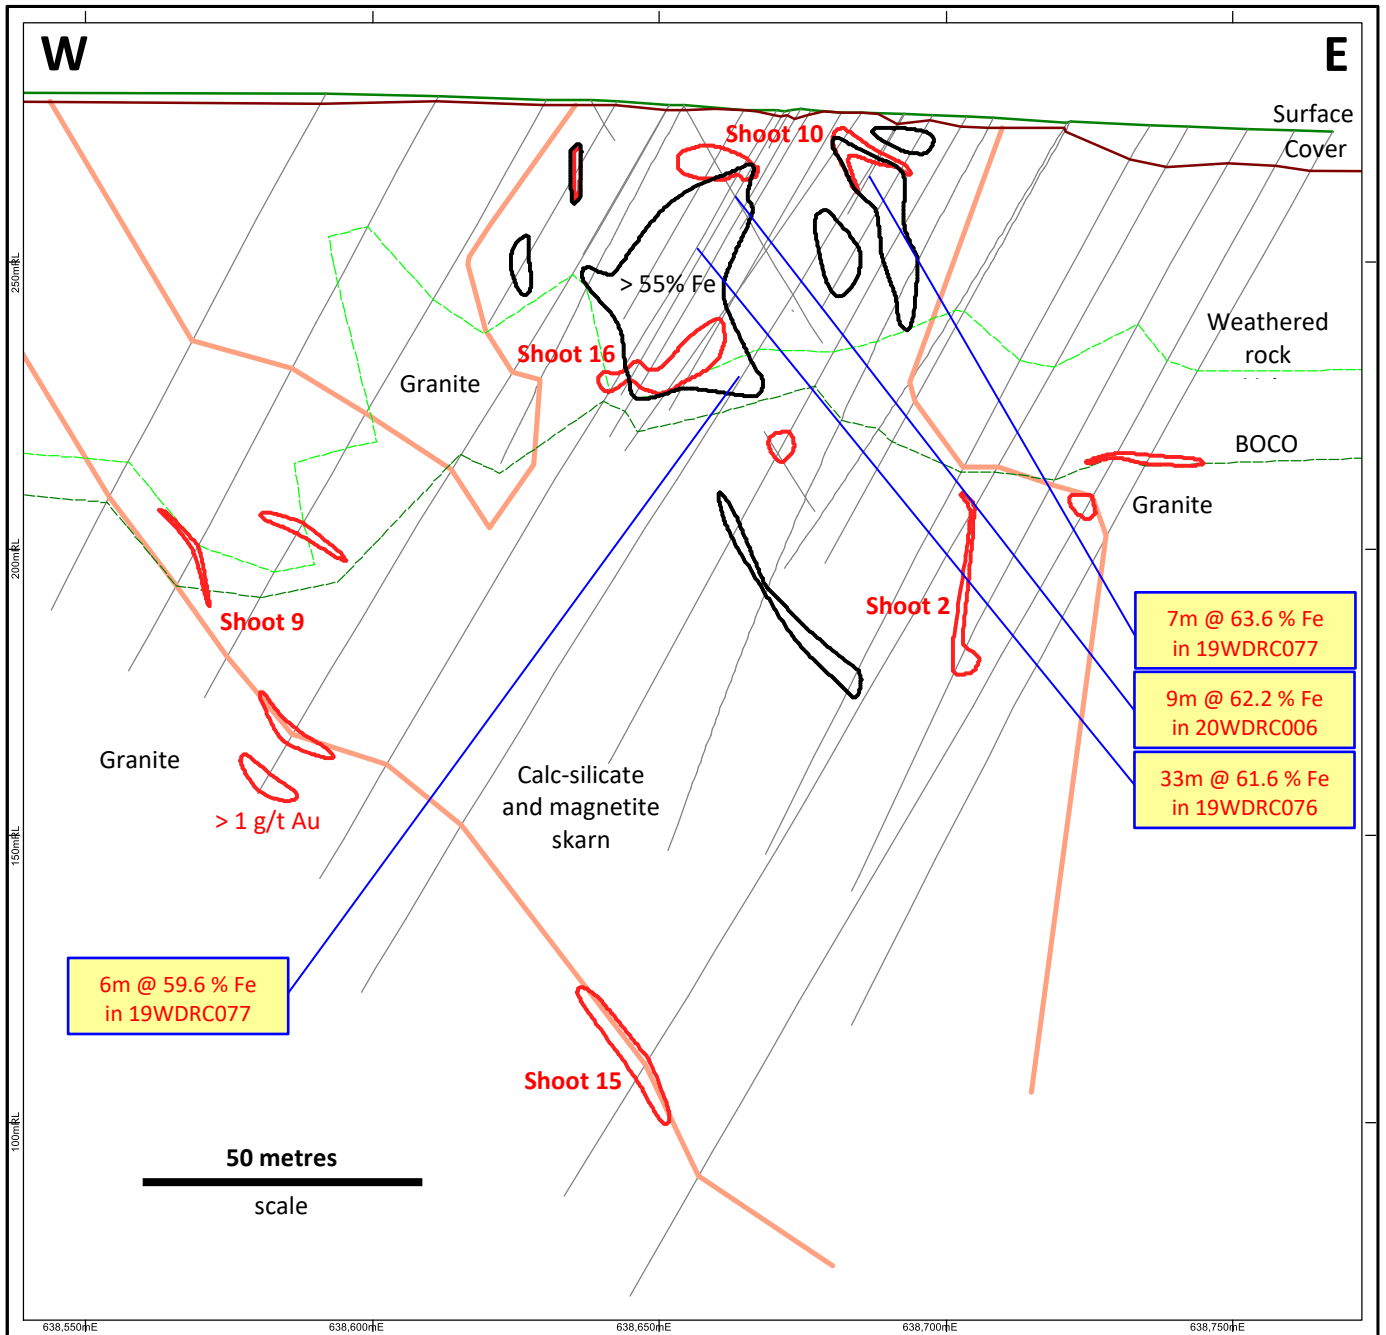 W
E
Surface
Cover
Shoot 10
> 55% Fe
250mRL
Weathered
rock
Shoot 16
Granite
BOCO
Granite
200mRL
Shoot 9
Shoot 2
7m @ 63.6 % Fe
in 19WDRC077
9m @ 62.2 % Fe
in 20WDRC006
33m @ 61.6 % Fe
in 19WDRC076
Granite
Calc-silicate
and magnetite
skarn
> 1 g/t Au
150mRL
6m @ 59.6 % Fe
in 19WDRC077
Shoot 15
100mRL
50 metres
scale
638,550mE
638,600mE
638,650mE
638,700mE
638,750mE